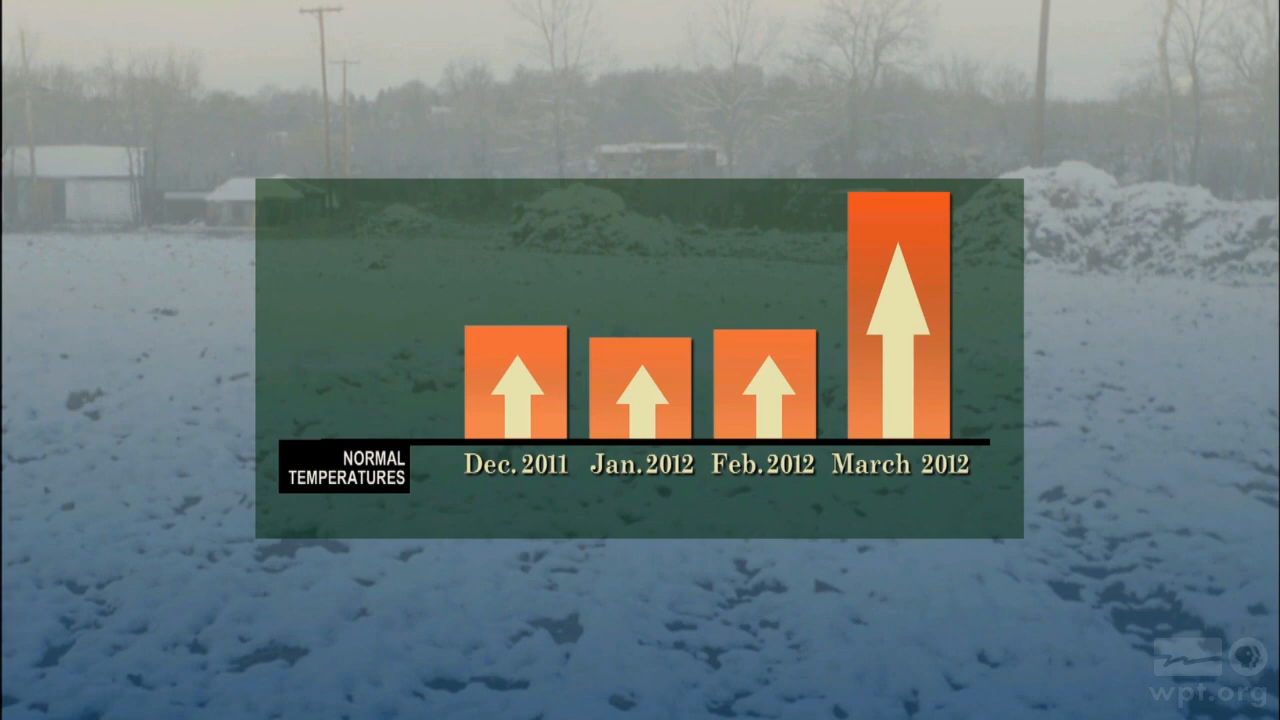 NORMAL
TEMPERATURES
Dec. 2011 Jan. 2012 Feb. 2012 March 2012
wpt.org